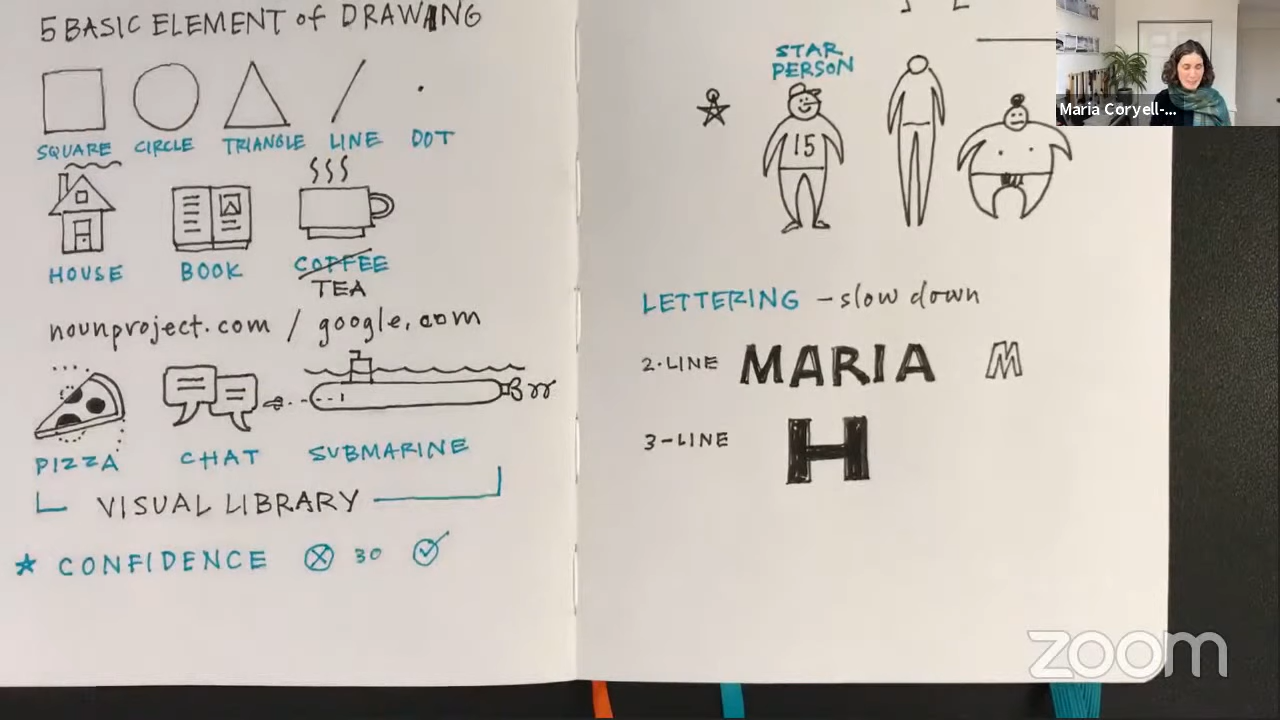 5 BASIC ELEMENT of DRAWING
SQUARE CIRCLE TRIANGLE LINE DOT
HOUSE BOOK COFFEE
TEA
nounproject.com / google.com
PIZZA CHAT SUBMARINE
VISUAL LIBRARY
CONFIDENCE 30
STAR
PERSON
15
LETTERING - slow down
2-LINE MARIA M
3-LINE H
Maria Coryell-...
zoom